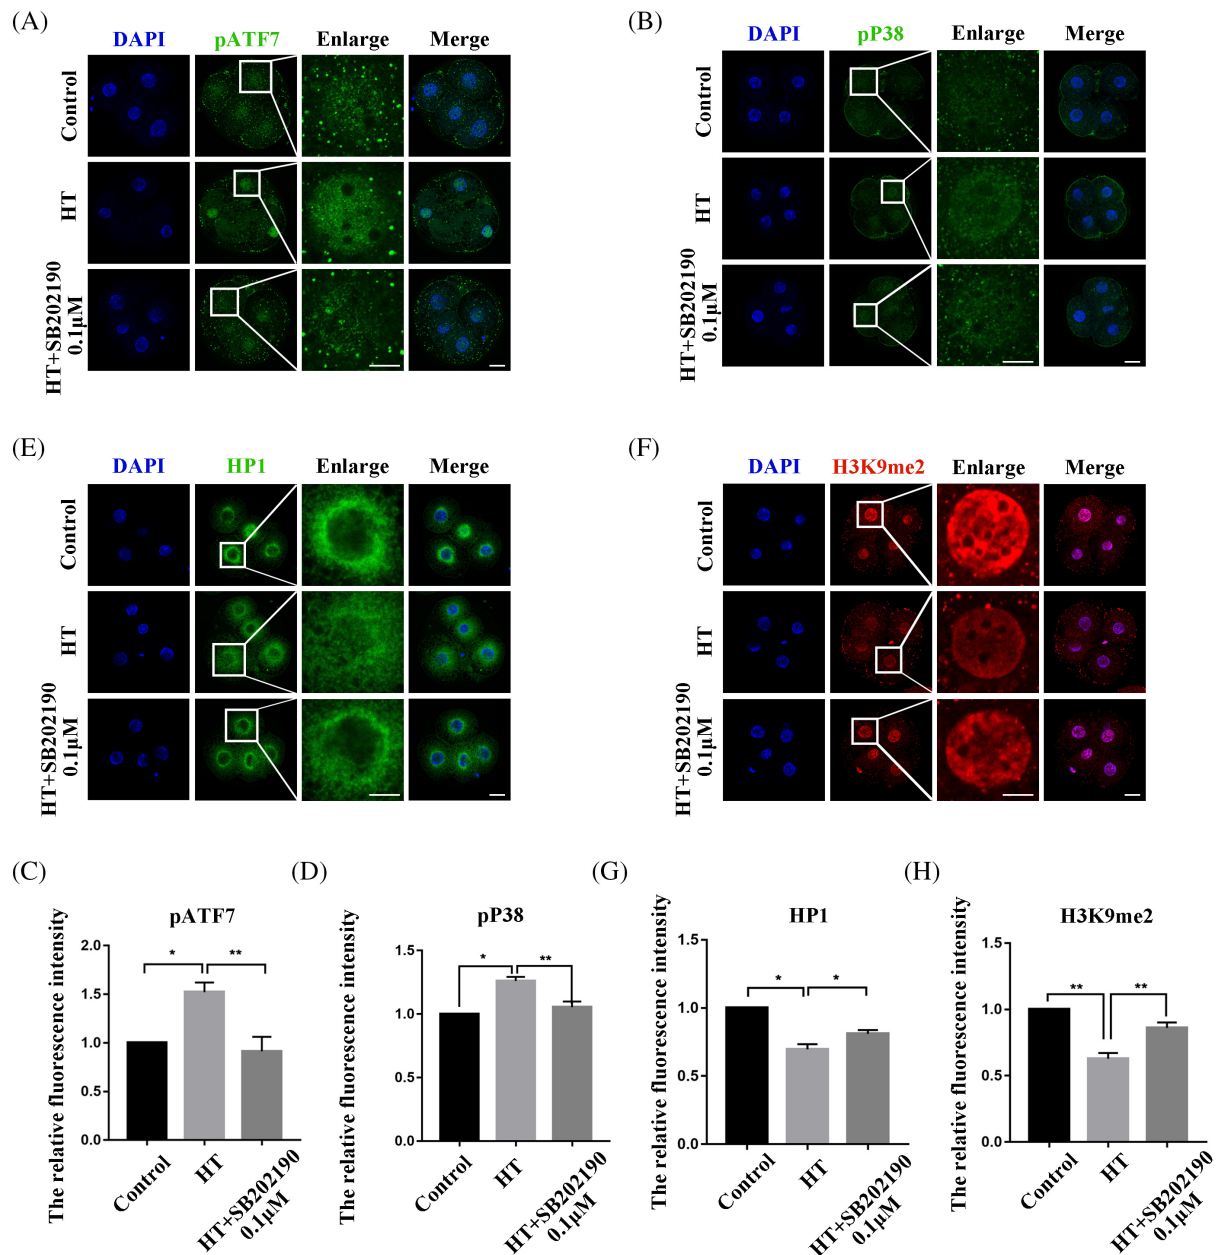 (A)
DAPI pATF7 Enlarge Merge
Control
HT
HT+SB202190
0.1μM
(B)
DAPI pP38 Enlarge Merge
Control
HT
HT+SB202190
0.1μM
(E)
DAPI HP1 Enlarge Merge
Control
HT
HT+SB202190
0.1μM
(F)
DAPI H3K9me2 Enlarge Merge
Control
HT
HT+SB202190
0.1μM
(C)
pATF7
The relative fluorescence intensity
2.0
1.5
1.0
0.5
0.0
* **
Control
HT
HT+SB202190
0.1μM
(D)
pP38
The relative fluorescence intensity
1.5
1.0
0.5
0.0
* **
Control
HT
HT+SB202190
0.1μM
(G)
HP1
The relative fluorescence intensity
1.5
1.0
0.5
0.0
* *
Control
HT
HT+SB202190
0.1μM
(H)
H3K9me2
The relative fluorescence intensity
1.5
1.0
0.5
0.0
** **
Control
HT
HT+SB202190
0.1μM